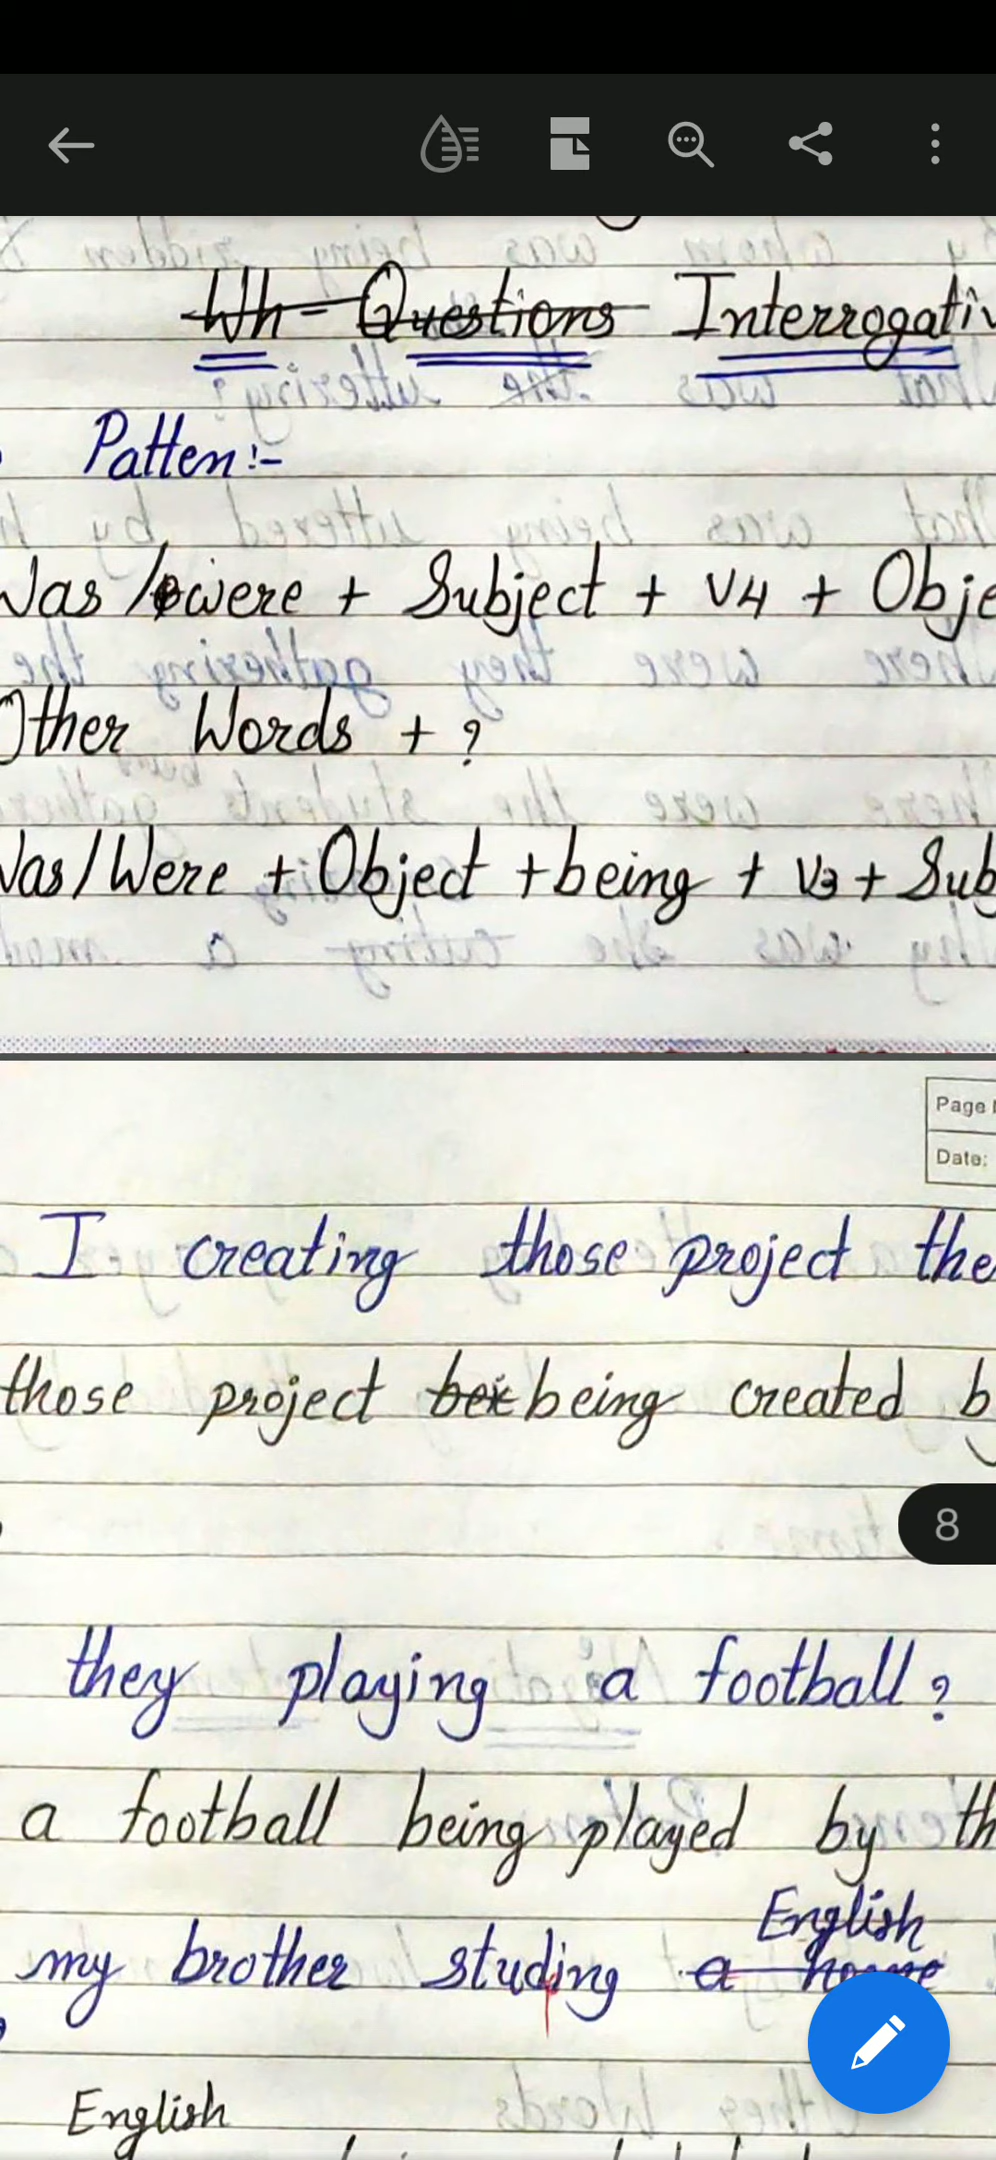 Wh-Questions Interrogativ
Patten:-
Was / were + Subject + V4 + Obje
Other Words + ?
Was/Were + Object + being + V3 + Sub
Page
Date:
I creating those project the
those project being created b
8
they playing a football?
a football being played by th
English
my brother studing a home
English